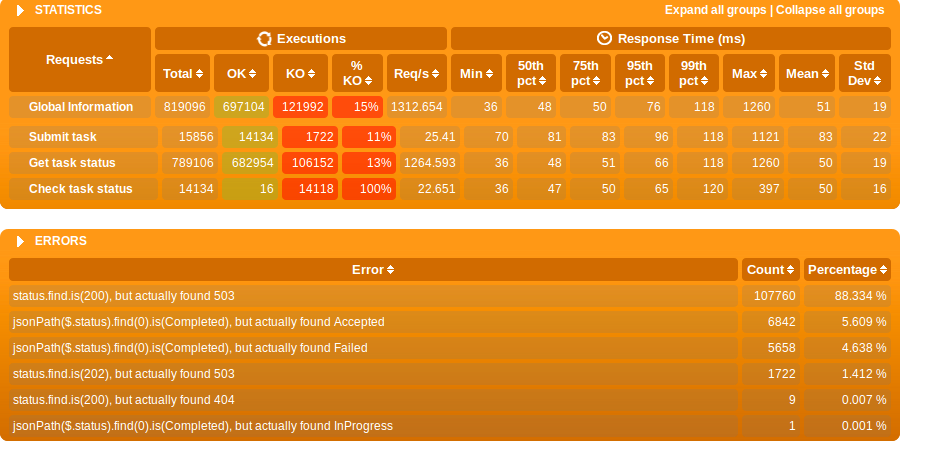 STATISTICS Expand all groups | Collapse all groups
Executions Response Time (ms)
Requests Total OK KO % KO Req/s Min 50th pct 75th pct 95th pct 99th pct Max Mean Std Dev
Global Information 819096 697104 121992 15% 1312.654 36 48 50 76 118 1260 51 19
Submit task 15856 14134 1722 11% 25.41 70 81 83 96 118 1121 83 22
Get task status 789106 682954 106152 13% 1264.593 36 48 51 66 118 1260 50 19
Check task status 14134 16 14118 100% 22.651 36 47 50 65 120 397 50 16
ERRORS
Error Count Percentage
status.find.is(200), but actually found 503 107760 88.334 %
jsonPath($.status).find(0).is(Completed), but actually found Accepted 6842 5.609 %
jsonPath($.status).find(0).is(Completed), but actually found Failed 5658 4.638 %
status.find.is(202), but actually found 503 1722 1.412 %
status.find.is(200), but actually found 404 9 0.007 %
jsonPath($.status).find(0).is(Completed), but actually found InProgress 1 0.001 %